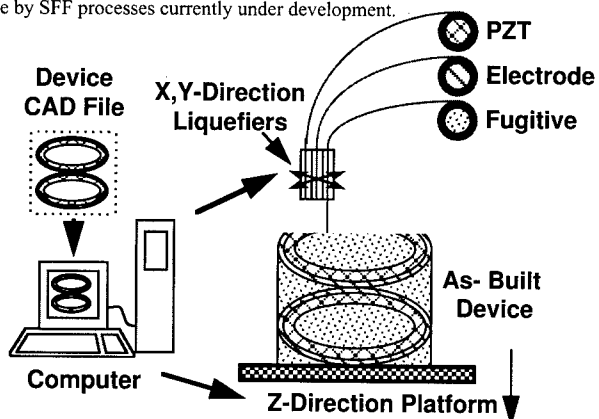 e by SFF processes currently under development.
PZT
Device
CAD File
X,Y-Direction
Liquefiers
Electrode
Fugitive
As- Built
Device
Computer
Z-Direction Platform